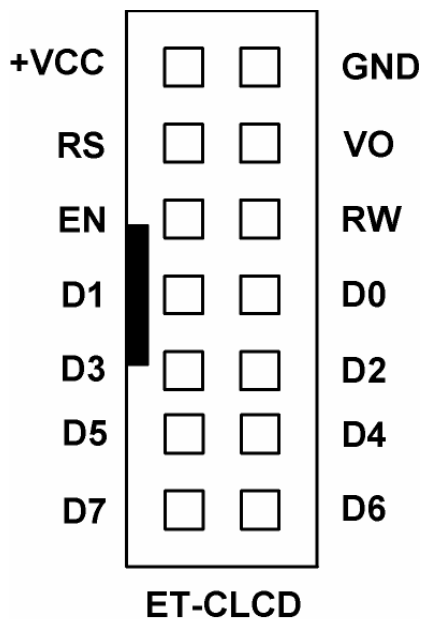 +VCC GND
RS VO
EN RW
D1 D0
D3 D2
D5 D4
D7 D6
ET-CLCD